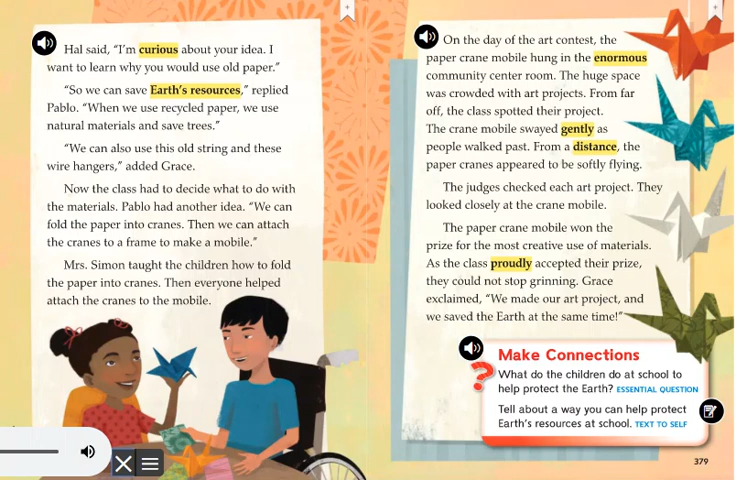 Hal said, “I’m curious about your idea. I
want to learn why you would use old paper.”
“So we can save Earth’s resources,” replied
Pablo. “When we use recycled paper, we use
natural materials and save trees.”
“We can also use this old string and these
wire hangers,” added Grace.
Now the class had to decide what to do with
the materials. Pablo had another idea. “We can
fold the paper into cranes. Then we can attach
the cranes to a frame to make a mobile.”
Mrs. Simon taught the children how to fold
the paper into cranes. Then everyone helped
attach the cranes to the mobile.
On the day of the art contest, the
paper crane mobile hung in the enormous
community center room. The huge space
was crowded with art projects. From far
off, the class spotted their project.
The crane mobile swayed gently as
people walked past. From a distance, the
paper cranes appeared to be softly flying.
The judges checked each art project. They
looked closely at the crane mobile.
The paper crane mobile won the
prize for the most creative use of materials.
As the class proudly accepted their prize,
they could not stop grinning. Grace
exclaimed, “We made our art project, and
we saved the Earth at the same time!”
?
Make Connections
What do the children do at school to
help protect the Earth? ESSENTIAL QUESTION
Tell about a way you can help protect
Earth’s resources at school. TEXT TO SELF
379